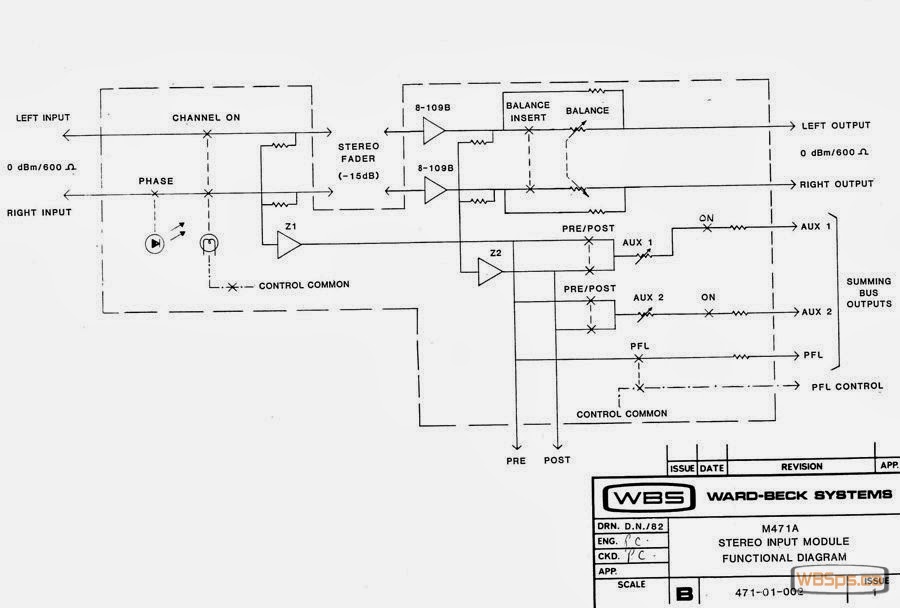 LEFT INPUT
0 dBm/600 Ω
RIGHT INPUT
CHANNEL ON
PHASE
Z1
CONTROL COMMON
STEREO
FADER
(-15dB)
8-109B
8-109B
BALANCE
INSERT
BALANCE
LEFT OUTPUT
0 dBm/600 Ω
RIGHT OUTPUT
Z2
PRE/POST
AUX 1
ON
AUX 1
PRE/POST
AUX 2
ON
AUX 2
SUMMING
BUS
OUTPUTS
PFL
PFL
PFL CONTROL
CONTROL COMMON
PRE
POST
ISSUE DATE REVISION APP.
WBS WARD-BECK SYSTEMS
DRN. D.N./82
ENG. P.C.
CKD. P.C.
APP.
SCALE
M471A
STEREO INPUT MODULE
FUNCTIONAL DIAGRAM
B 471-01-002
ISSUE
1